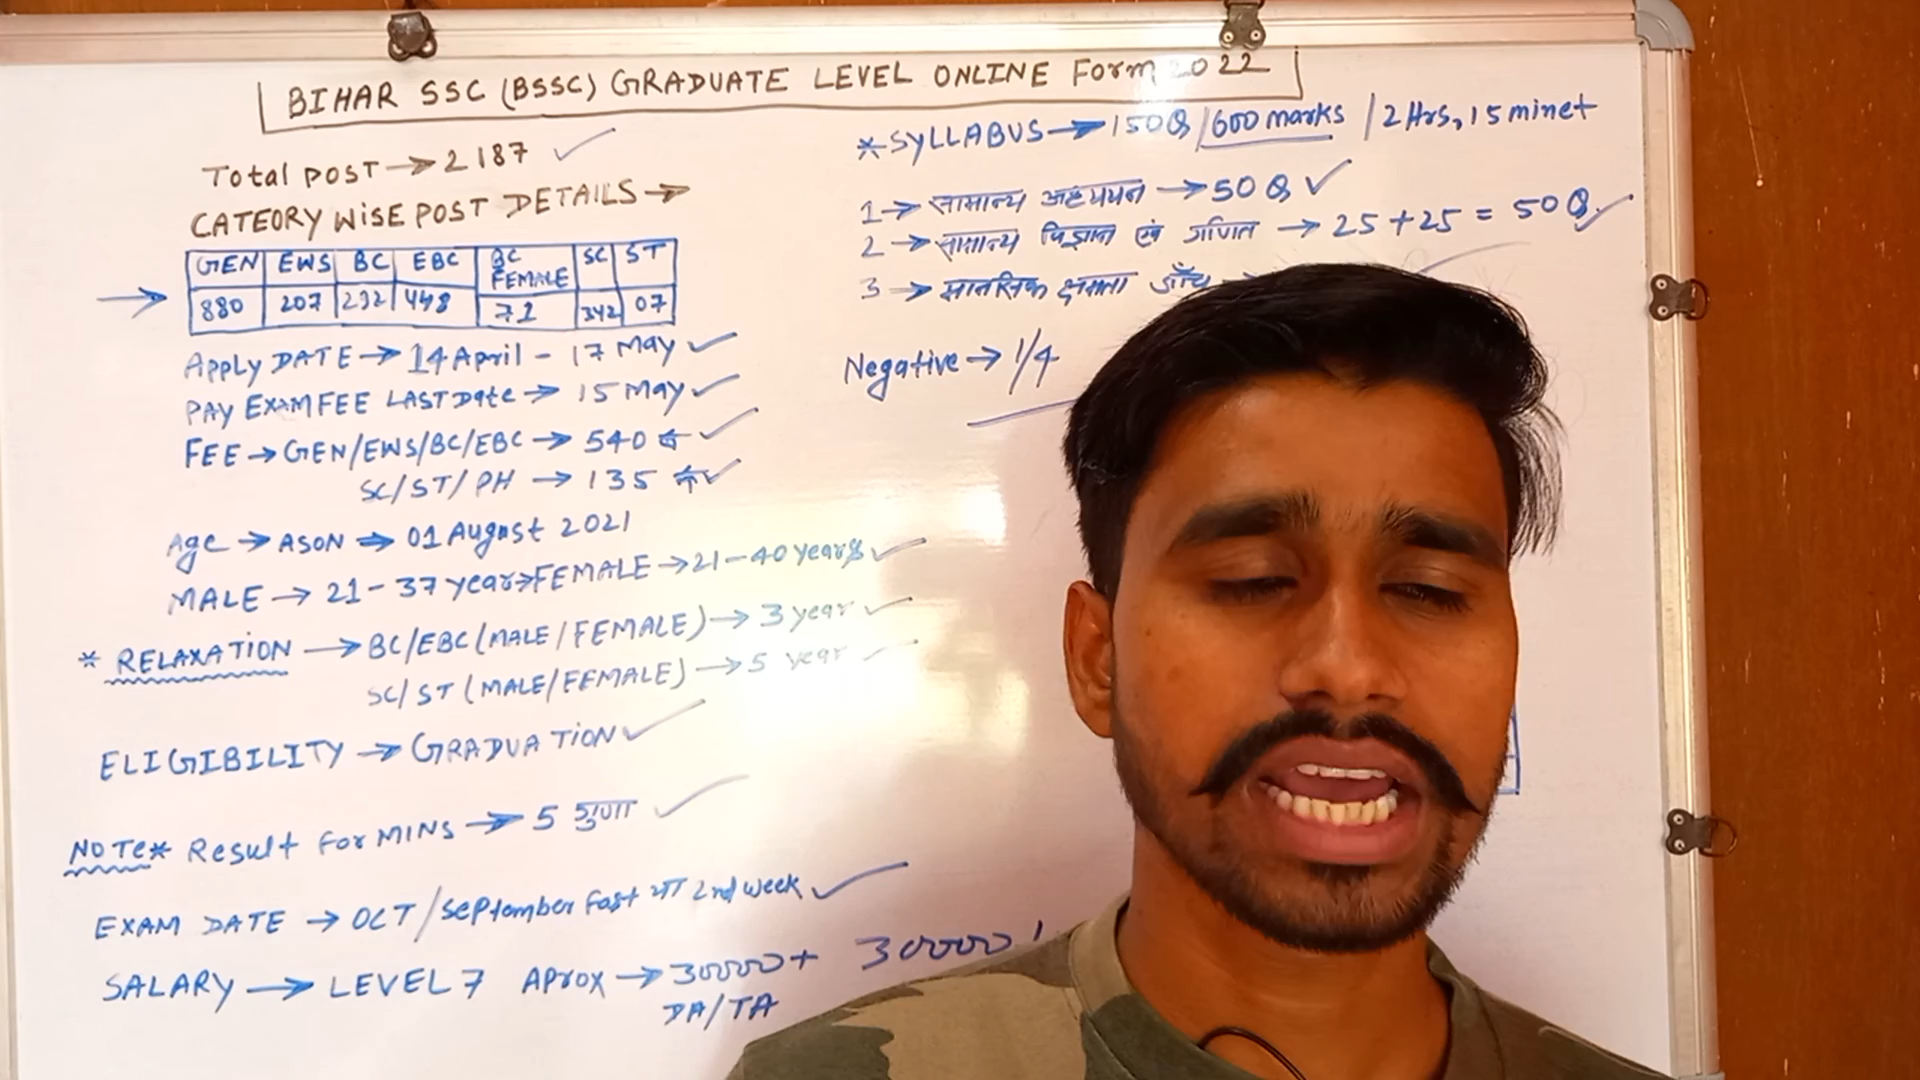 BIHAR SSC (BSSC) GRADUATE LEVEL ONLINE Form 2022
Total POST → 2187 ✓
CATEORY WiSE POST DETAILS →
GEN EWS BC EBC BC FEMALE SC ST
→ 880 207 232 448 71 342 07
Apply DATE → 14 April - 17 May ✓
PAY EXAM FEE LAST Date → 15 May ✓
FEE → GEN/EWS/BC/EBC → 540 ✓
SC/ST/PH → 135 ✓
Age → ASON → 01 August 2021
MALE → 21-37 year → FEMALE → 21-40 years ✓
* RELAXATION → BC/EBC (MALE/FEMALE) → 3 year ✓
SC/ST (MALE/FEMALE) → 5 year ✓
ELIGIBILITY → GRADUATION ✓
NOTe* Result For MINS → 5 गुणा ✓
EXAM DATE → OCT/September Fast या 2nd week ✓
SALARY → LEVEL 7 Aprox → 30000+ 30000
DA/TA
* SYLLABUS → 150 Q / 600 marks / 2 Hrs, 15 minet
1 → सामान्य अध्ययन → 50 Q ✓
2 → सामान्य विज्ञान एवं गणित → 25 + 25 = 50 Q ✓
3 → मानसिक क्षमता जाँच
Negative → 1/4